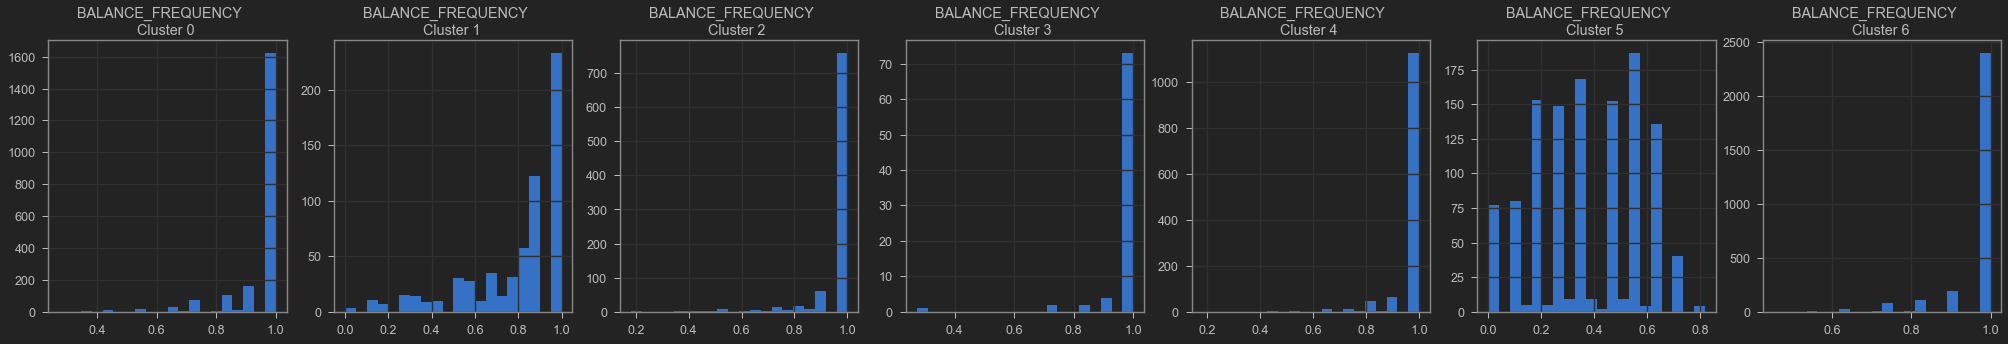 BALANCE_FREQUENCY
Cluster 0
1600
1400
1200
1000
800
600
400
200
0
0.4 0.6 0.8 1.0
BALANCE_FREQUENCY
Cluster 1
200
150
100
50
0
0.0 0.2 0.4 0.6 0.8 1.0
BALANCE_FREQUENCY
Cluster 2
700
600
500
400
300
200
100
0
0.2 0.4 0.6 0.8 1.0
BALANCE_FREQUENCY
Cluster 3
70
60
50
40
30
20
10
0
0.4 0.6 0.8 1.0
BALANCE_FREQUENCY
Cluster 4
1000
800
600
400
200
0
0.2 0.4 0.6 0.8 1.0
BALANCE_FREQUENCY
Cluster 5
175
150
125
100
75
50
25
0
0.0 0.2 0.4 0.6 0.8
BALANCE_FREQUENCY
Cluster 6
2500
2000
1500
1000
500
0
0.6 0.8 1.0